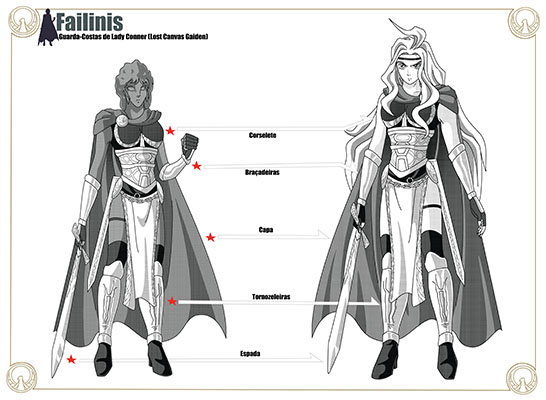 Failinis
Guarda-Costas de Lady Conner (Lost Canvas Gaiden)
Corselete
Braçadeiras
Capa
Tornozeleiras
Espada